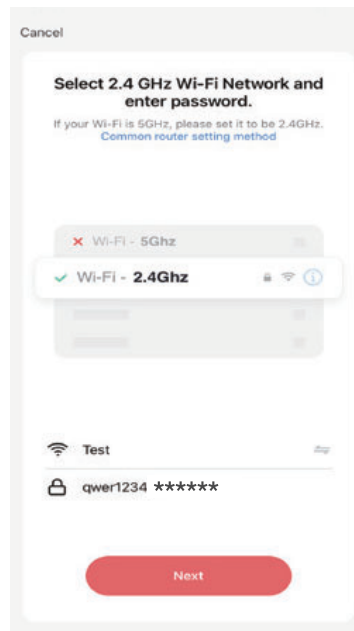 Cancel
Select 2.4 GHz Wi-Fi Network and
enter password.
If your Wi-Fi is 5GHz, please set it to be 2.4GHz.
Common router setting method
Wi-Fi - 5Ghz
Wi-Fi - 2.4Ghz
Test
qwer1234 ******
Next